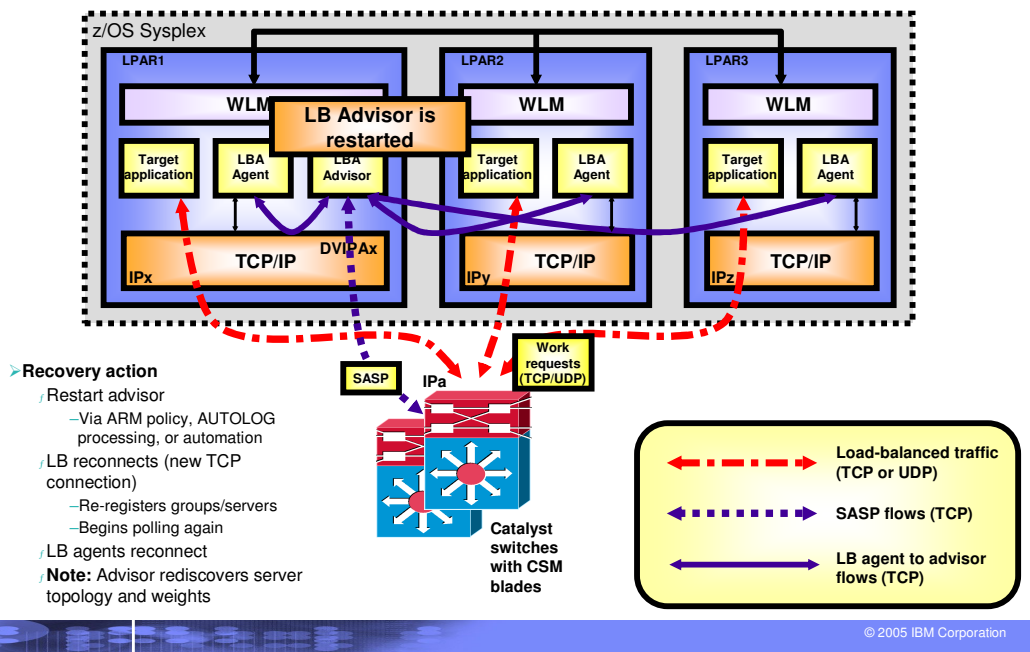 z/OS Sysplex
LPAR1
LPAR2
LPAR3
WLM
WLM
WLM
LB Advisor is
restarted
Target
application
LBA
Agent
LBA
Advisor
Target
application
LBA
Agent
Target
application
LBA
Agent
DVIPAx
TCP/IP
IPx
TCP/IP
IPy
TCP/IP
IPz
Work
requests
(TCP/UDP)
SASP
IPa
Catalyst
switches
with CSM
blades
➢Recovery action
ƒRestart advisor
–Via ARM policy, AUTOLOG
processing, or automation
ƒLB reconnects (new TCP
connection)
–Re-registers groups/servers
–Begins polling again
ƒLB agents reconnect
ƒNote: Advisor rediscovers server
topology and weights
Load-balanced traffic
(TCP or UDP)
SASP flows (TCP)
LB agent to advisor
flows (TCP)
© 2005 IBM Corporation